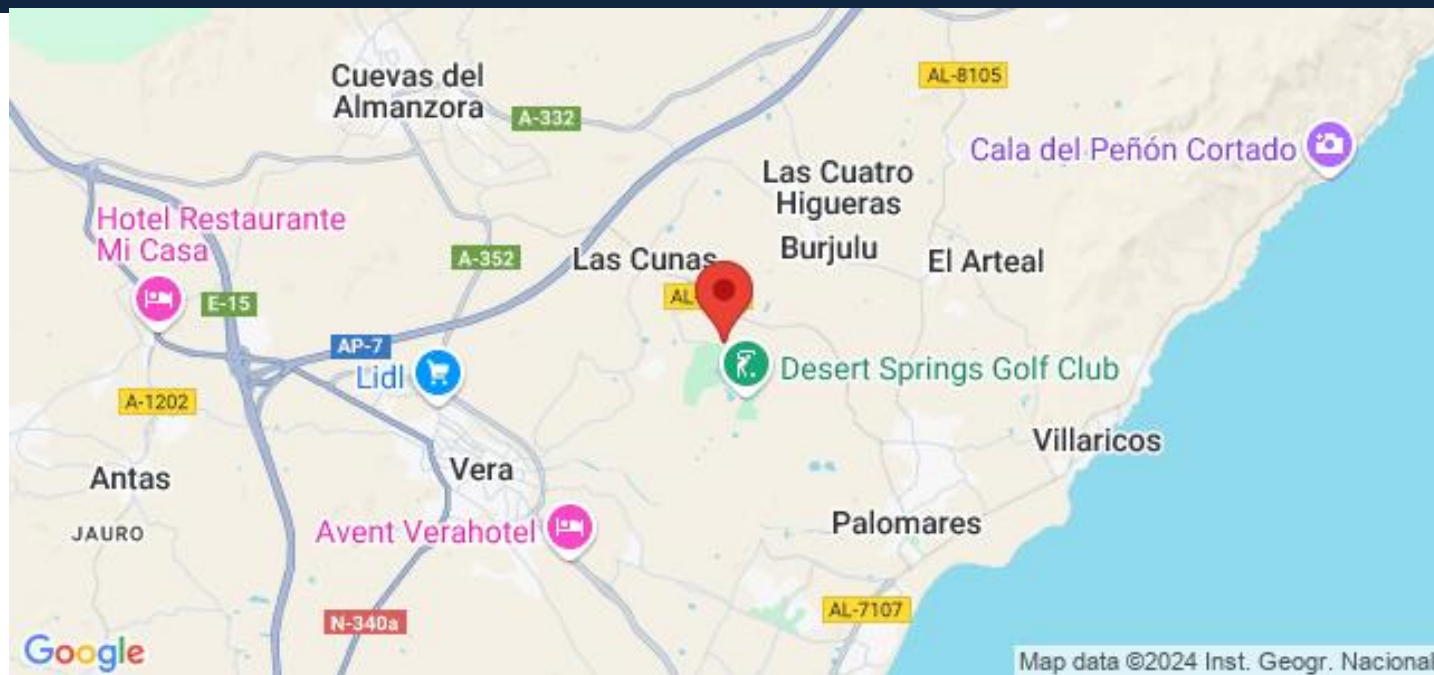 Cuevas del
Almanzora
AL-8105
A-332
Cala del Peñón Cortado
Las Cuatro
Higueras
Hotel Restaurante
Mi Casa
A-352
Las Cunas
Burjulu
El Arteal
E-15
AL
AP-7
Lidl
Desert Springs Golf Club
A-1202
Villaricos
Antas
Vera
JAURO
Avent Verahotel
Palomares
AL-7107
N-340a
Google
Map data ©2024 Inst. Geogr. Nacional